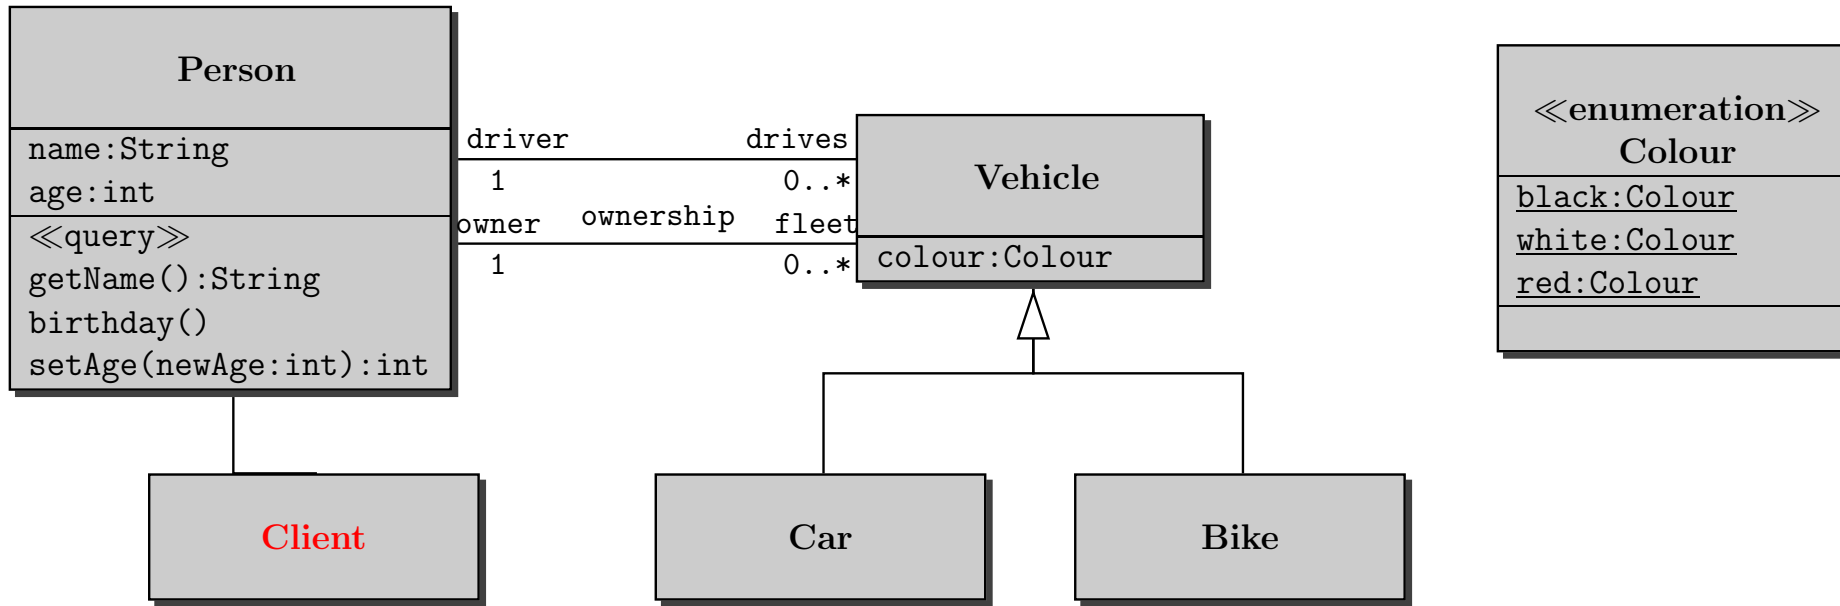 Person
name:String
age:int
≪query≫
getName():String
birthday()
setAge(newAge:int):int
driver
drives
1
0..*
owner
ownership
fleet
1
0..*
Vehicle
colour:Colour
≪enumeration≫
Colour
black:Colour
white:Colour
red:Colour
Client
Car
Bike